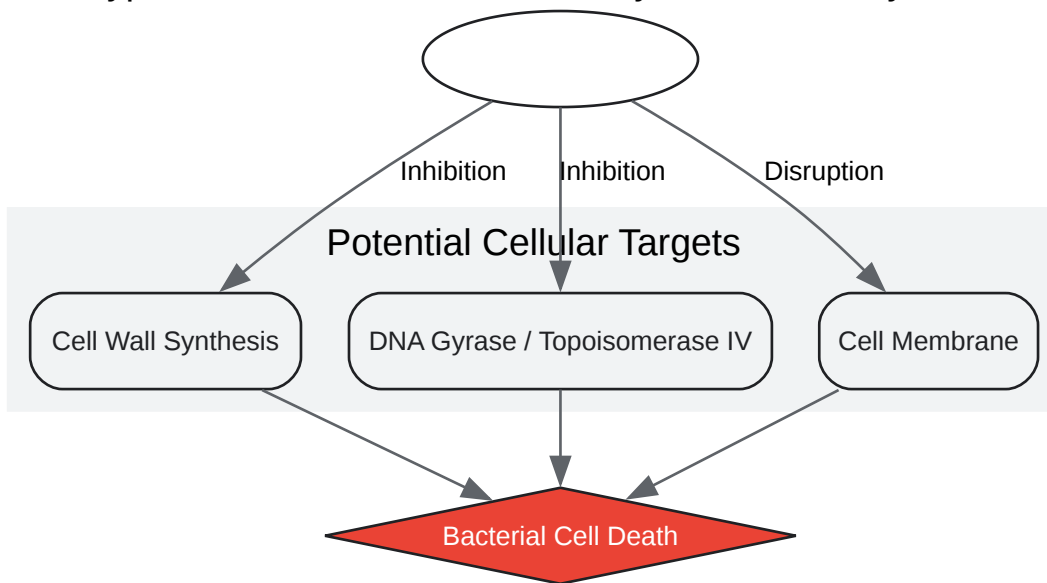 Inhibition
Inhibition
Disruption
Potential Cellular Targets
Cell Wall Synthesis
DNA Gyrase / Topoisomerase IV
Cell Membrane
Bacterial Cell Death